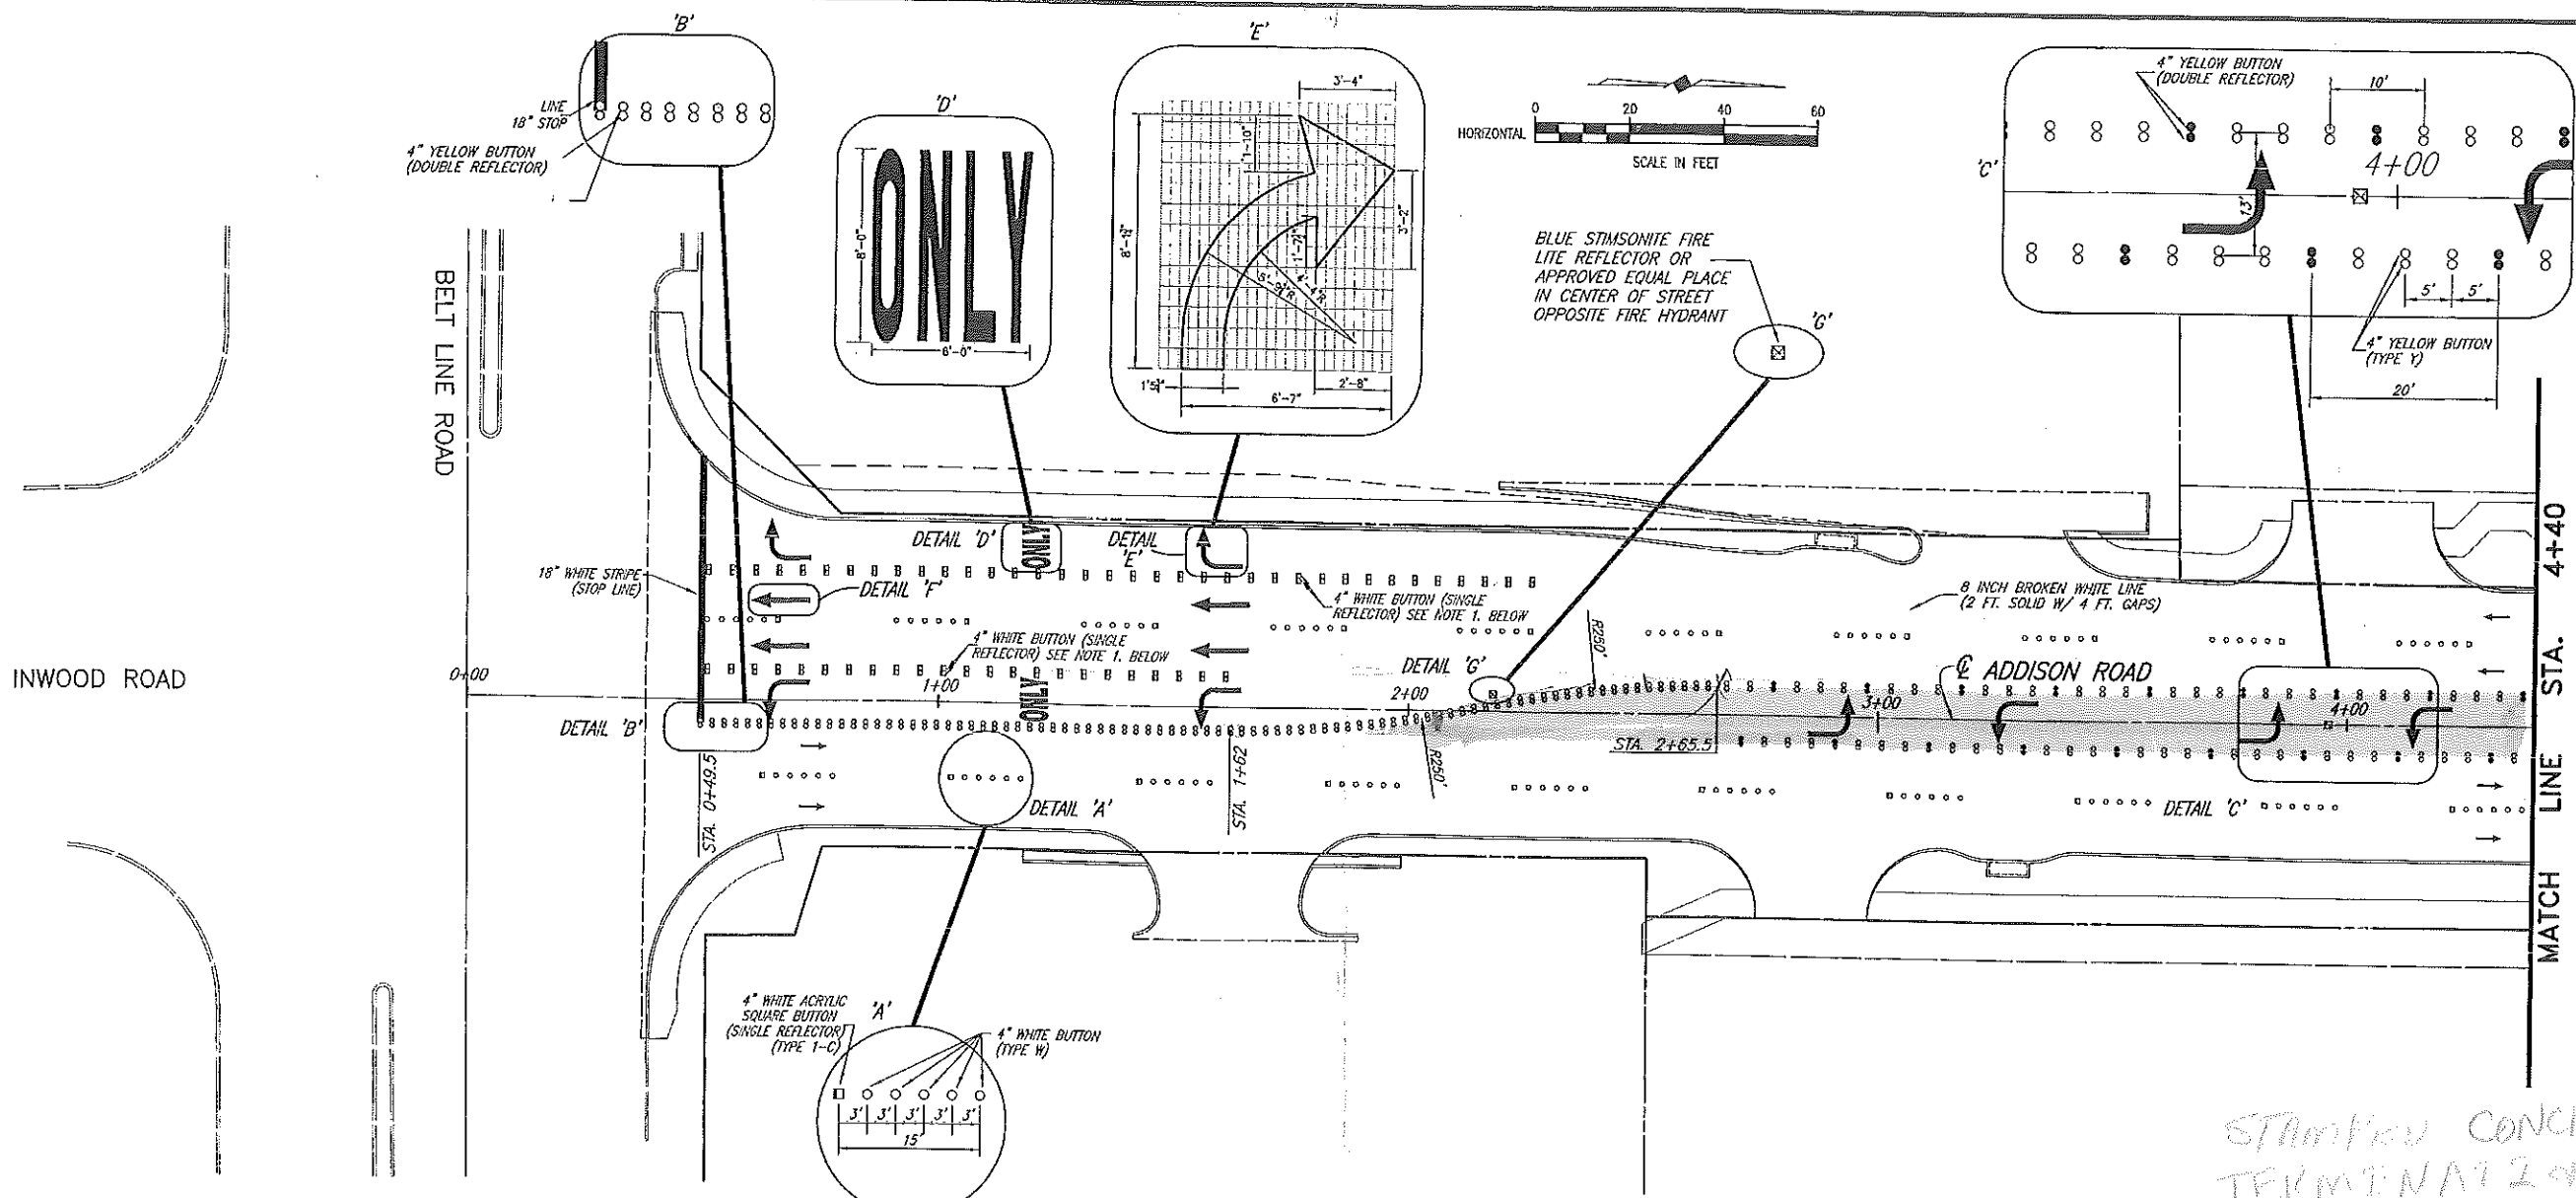 'B'
LINE
18" STOP
4" YELLOW BUTTON
(DOUBLE REFLECTOR)
'D'
ONLY
8'-0"
6'-0"
'E'
3'-4"
1'-10"
3'-2"
5'-9¾"R
4'-4"R
1'5¾"
2'-8"
6'-7"
0 20 40 60
HORIZONTAL
SCALE IN FEET
BLUE STIMSONITE FIRE
LITE REFLECTOR OR
APPROVED EQUAL PLACE
IN CENTER OF STREET
OPPOSITE FIRE HYDRANT
'G'
4" YELLOW BUTTON
(DOUBLE REFLECTOR)
10'
'C'
4+00
13'
5' 5'
4" YELLOW BUTTON
(TYPE Y)
20'
BELT LINE ROAD
INWOOD ROAD
0+00
18" WHITE STRIPE
(STOP LINE)
DETAIL 'D'
ONLY
DETAIL
'E'
DETAIL 'F'
4" WHITE BUTTON (SINGLE
REFLECTOR) SEE NOTE 1. BELOW
4" WHITE BUTTON (SINGLE
REFLECTOR) SEE NOTE 1. BELOW
8 INCH BROKEN WHITE LINE
(2 FT. SOLID W/ 4 FT. GAPS)
R250'
DETAIL 'G'
1+00
ONLY
2+00
℄ ADDISON ROAD
3+00
4+00
DETAIL 'B'
STA. 2+65.5
STA. 0+49.5
STA. 1+62
R250'
DETAIL 'A'
DETAIL 'C'
MATCH LINE STA. 4+40
4" WHITE ACRYLIC
SQUARE BUTTON
(SINGLE REFLECTOR)
(TYPE 1-C)
'A'
4" WHITE BUTTON
(TYPE W)
3' 3' 3' 3' 3'
15'